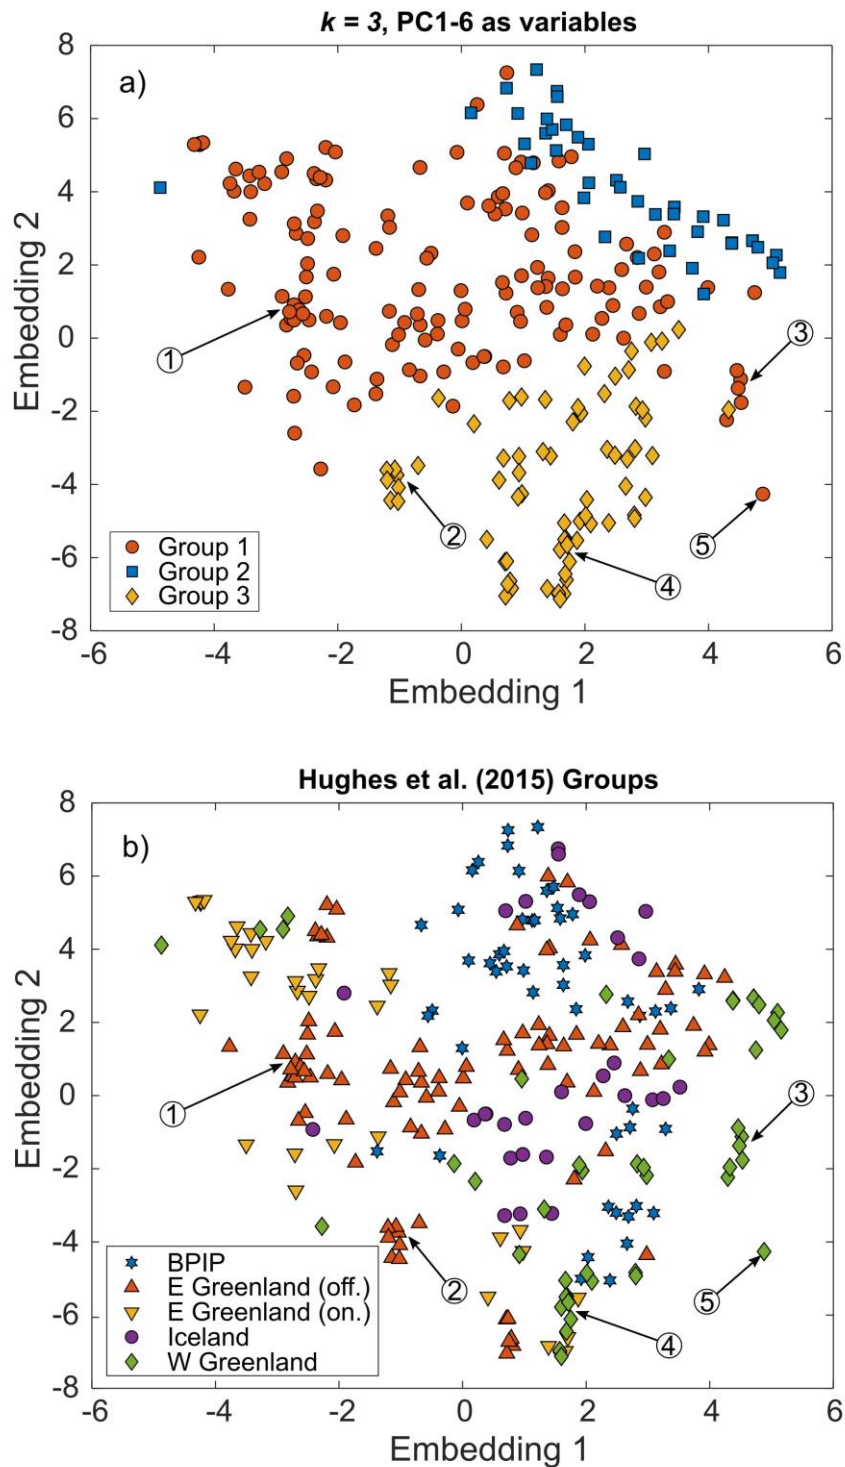 k = 3, PC1-6 as variables
a)
8
6
4
2
0
-2
-4
-6
-8
Embedding 2
1
2
3
4
5
Group 1
Group 2
Group 3
-6
-4
-2
0
2
4
6
Embedding 1
Hughes et al. (2015) Groups
b)
8
6
4
2
0
-2
-4
-6
-8
Embedding 2
1
2
3
4
5
BPIP
E Greenland (off.)
E Greenland (on.)
Iceland
W Greenland
-6
-4
-2
0
2
4
6
Embedding 1